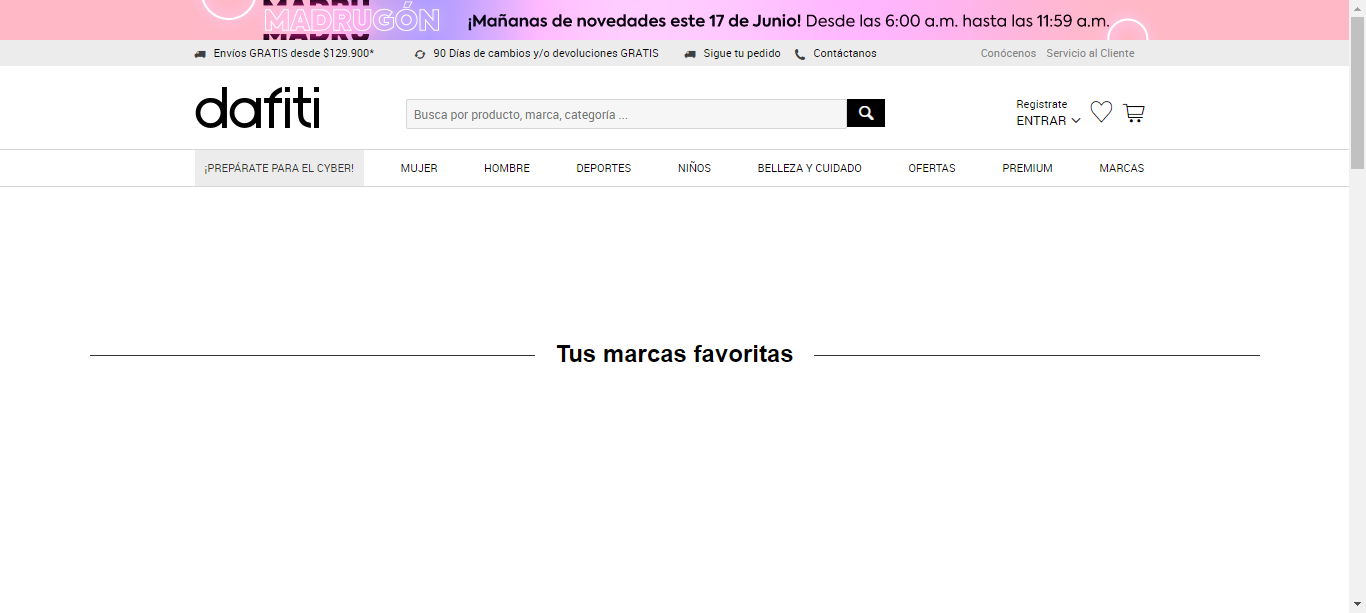 MADRU
MADRUGÓN
MADRU
¡Mañanas de novedades este 17 de Junio! Desde las 6:00 a.m. hasta las 11:59 a.m.
Envíos GRATIS desde $129.900* 90 Días de cambios y/o devoluciones GRATIS Sigue tu pedido Contáctanos Conócenos Servicio al Cliente
dafiti
Busca por producto, marca, categoría ...
Registrate
ENTRAR
¡PREPÁRATE PARA EL CYBER! MUJER HOMBRE DEPORTES NIÑOS BELLEZA Y CUIDADO OFERTAS PREMIUM MARCAS
Tus marcas favoritas